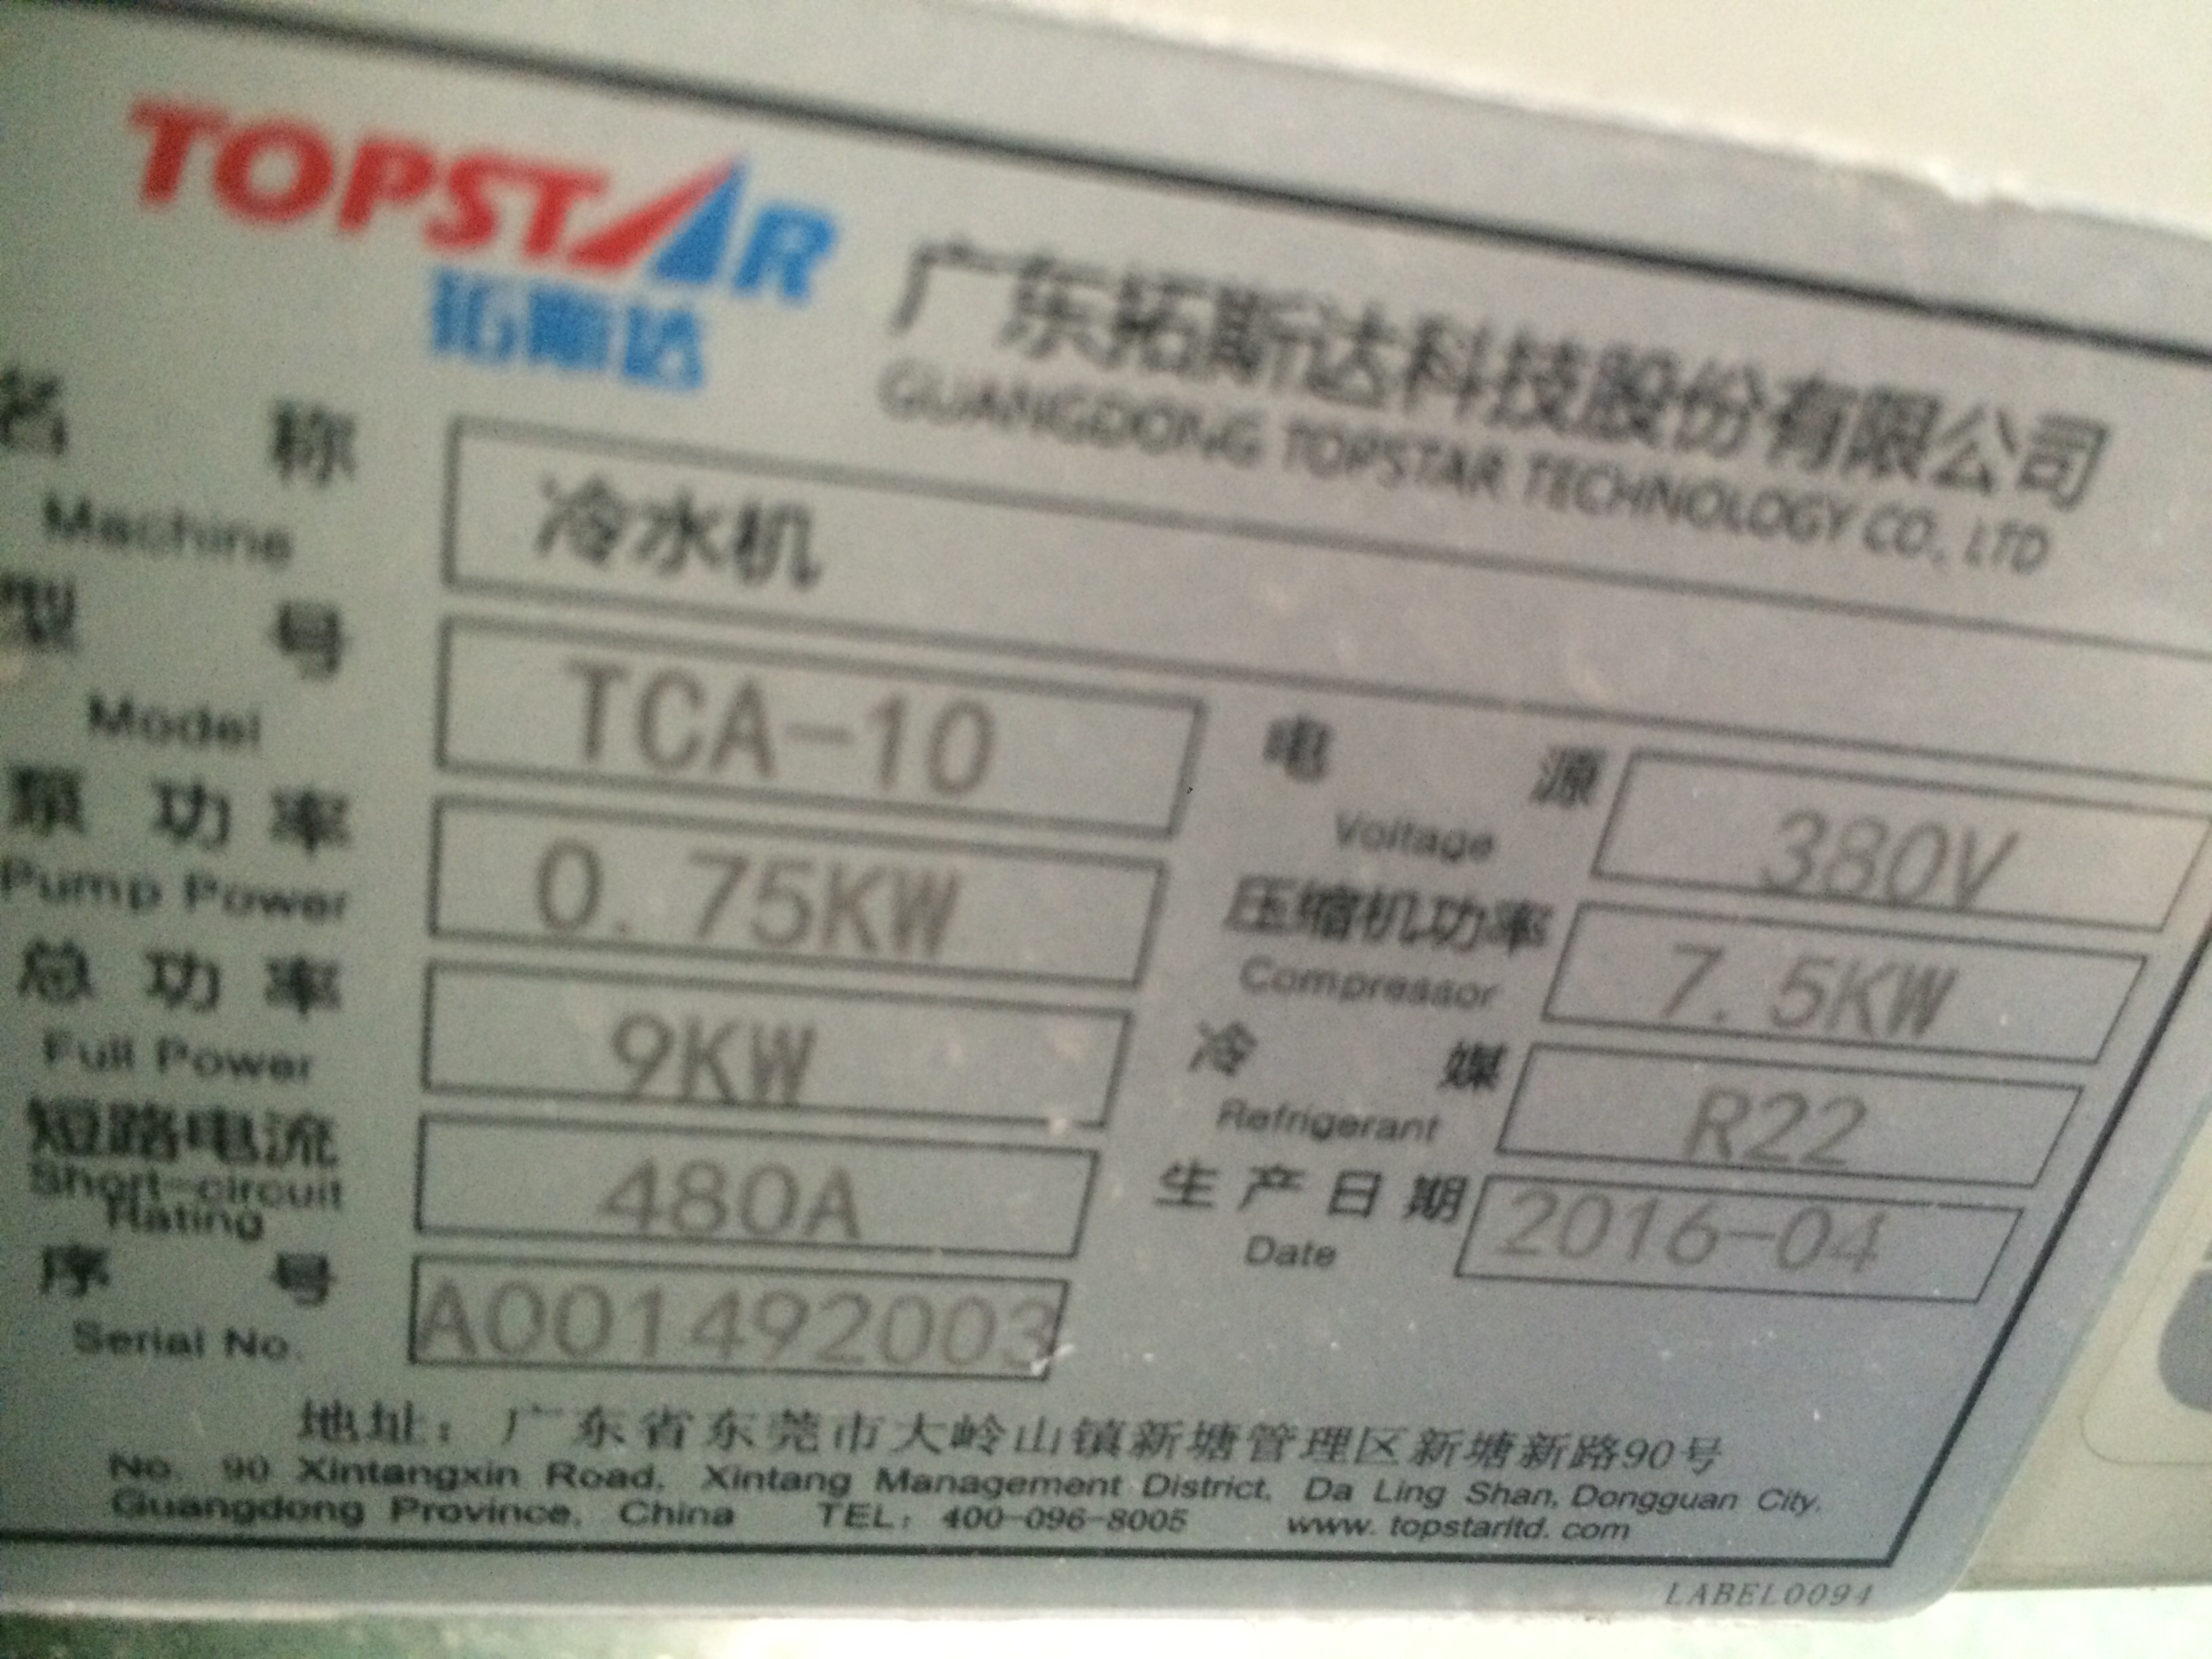 TOPSTAR
拓斯达
广东拓斯达科技股份有限公司
GUANGDONG TOPSTAR TECHNOLOGY CO., LTD
名 称 冷水机
Machine
型 号 TCA-10
Model
电 源 380V
Voltage
泵 功 率 0.75KW
Pump Power
压缩机功率 7.5KW
Compressor
总 功 率 9KW
Full Power
冷 媒 R22
Refrigerant
短路电流 480A
Short-circuit
Rating
生产日期 2016-04
Date
序 号 A001492003
Serial No.
地址：广东省东莞市大岭山镇新塘管理区新塘新路90号
No. 90 Xintangxin Road, Xintang Management District, Da Ling Shan, Dongguan City,
Guangdong Province, China TEL: 400-096-8005 www.topstarltd.com
LABEL0094